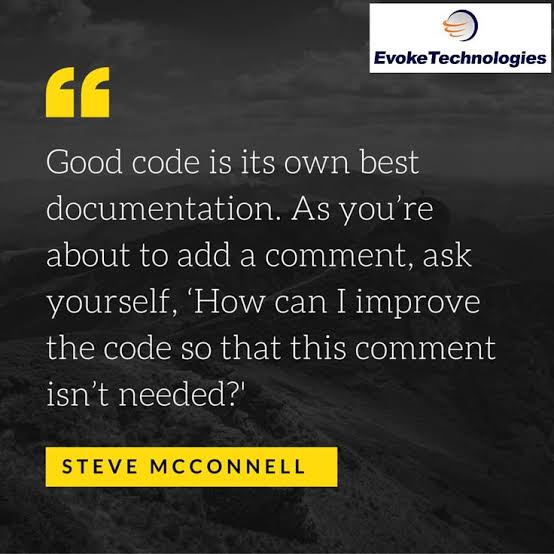 EvokeTechnologies
Good code is its own best
documentation. As you’re
about to add a comment, ask
yourself, ‘How can I improve
the code so that this comment
isn’t needed?'
STEVE MCCONNELL